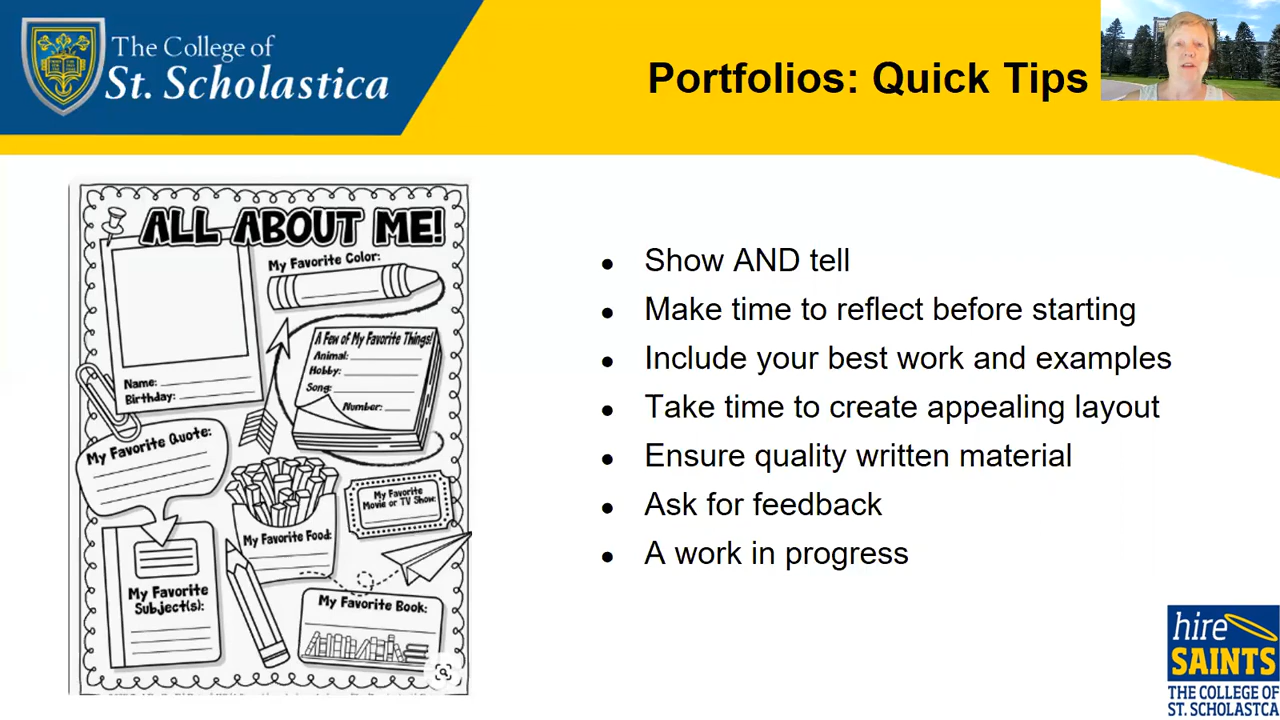 The College of
St. Scholastica
Portfolios: Quick Tips
ALL ABOUT ME!
My Favorite Color:
A Few of My Favorite Things!
Animal:
Hobby:
Song:
Number:
Name:
Birthday:
My Favorite Quote:
My Favorite
Movie or TV Show:
My Favorite Food:
My Favorite
Subject(s):
My Favorite Book:
● Show AND tell
● Make time to reflect before starting
● Include your best work and examples
● Take time to create appealing layout
● Ensure quality written material
● Ask for feedback
● A work in progress
hire
SAINTS
THE COLLEGE OF
ST. SCHOLASTCA